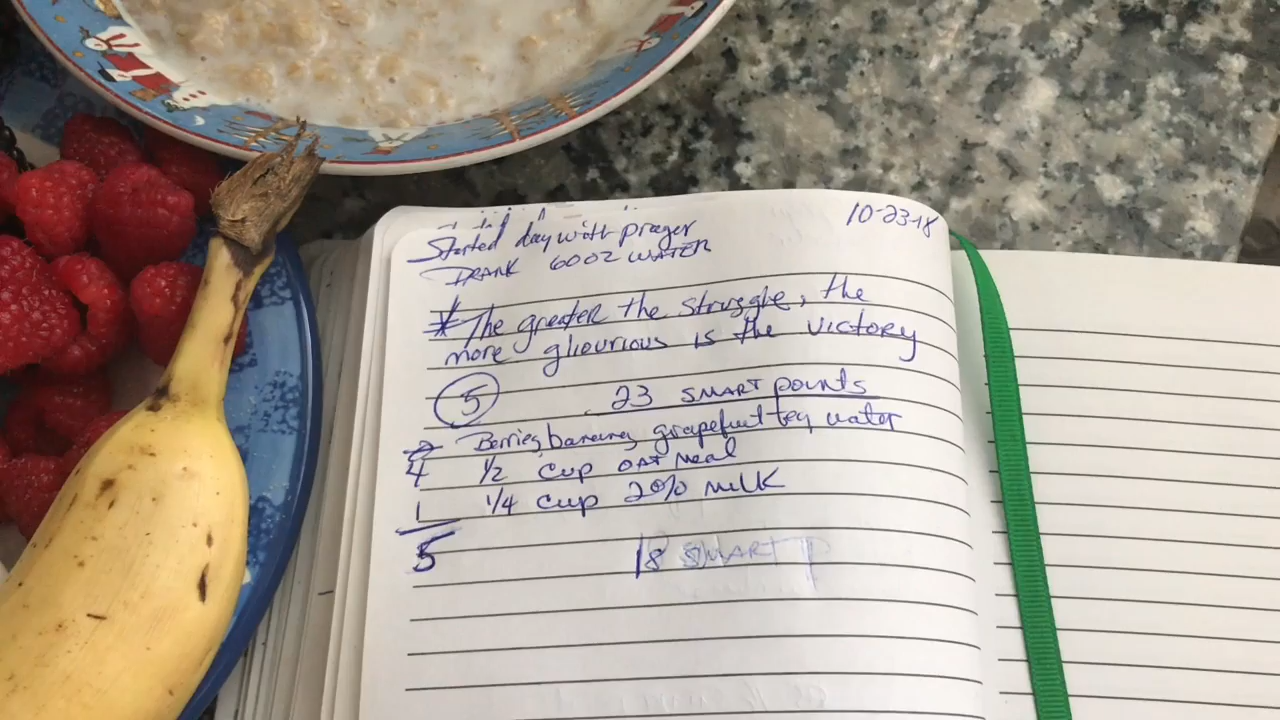 10-23-18
Started day with prayer
DRANK 60oz WATER
* The greater the struggle, the
more gliourious is the VICTORY
5 23 SMART points
0 Berries, banana, grapefruit tea, water
4 1/2 cup OAT Meal
1 1/4 cup 2% Milk
5 18 SMART P